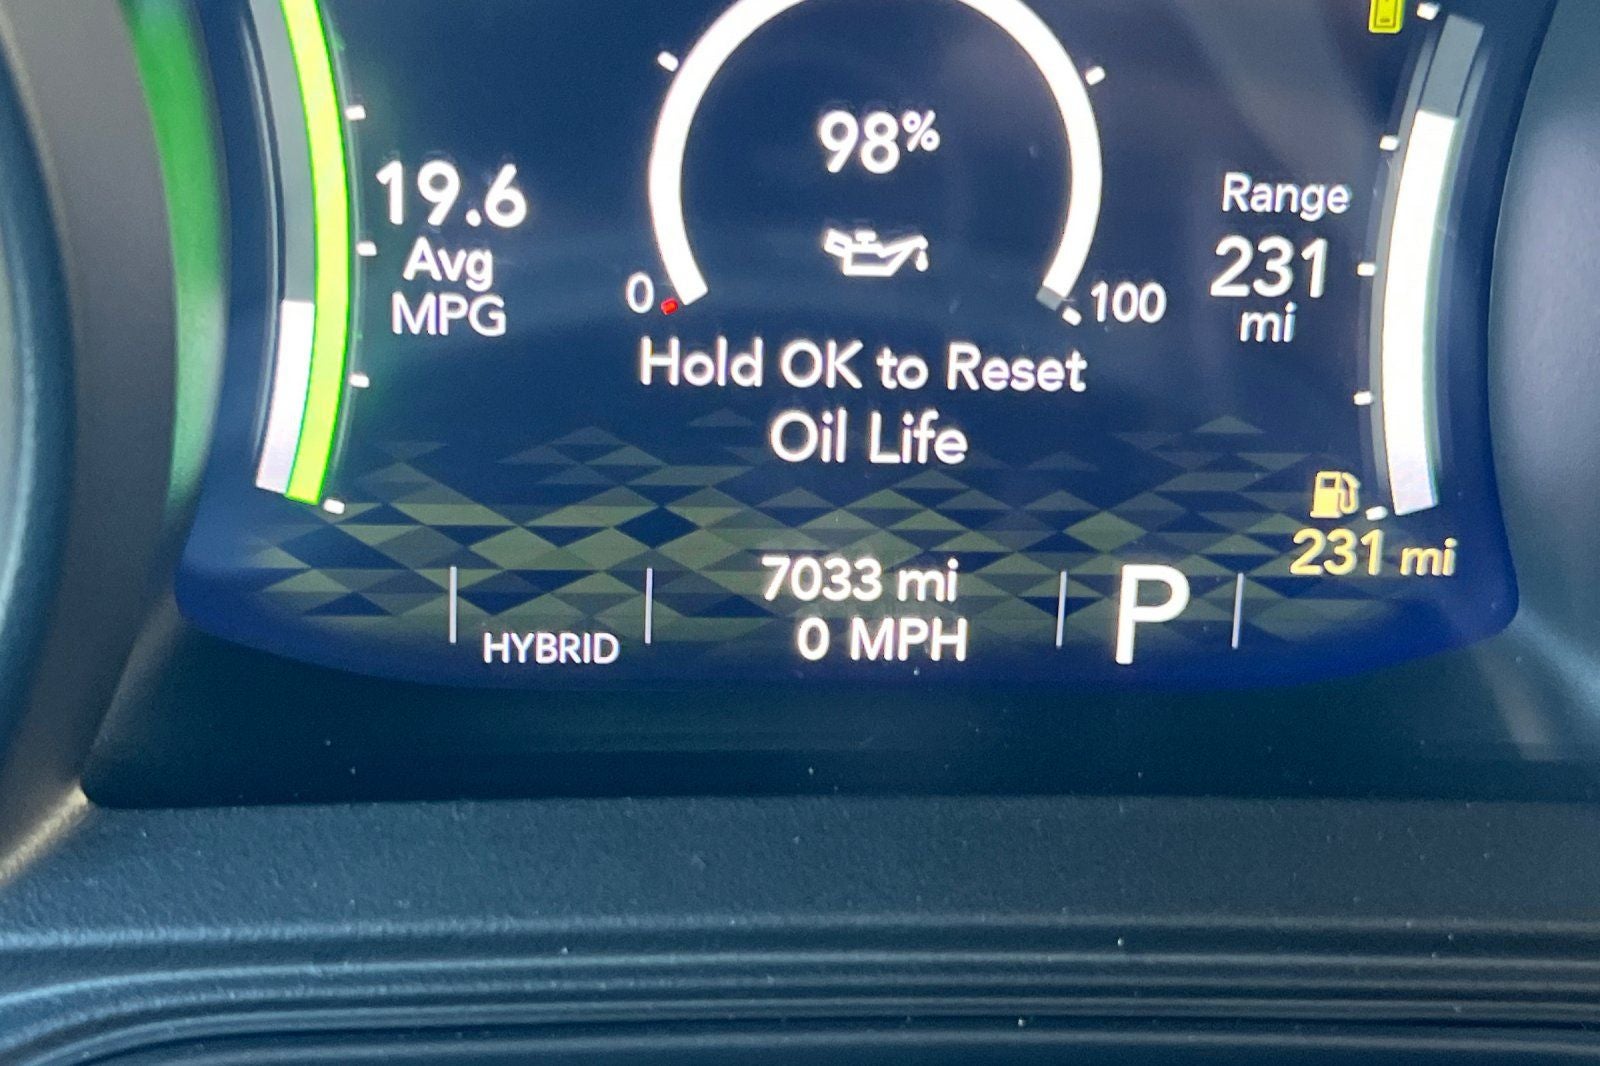 98%
19.6
Avg
MPG
Range
231
mi
0
100
Hold OK to Reset
Oil Life
231 mi
7033 mi
0 MPH
HYBRID
P